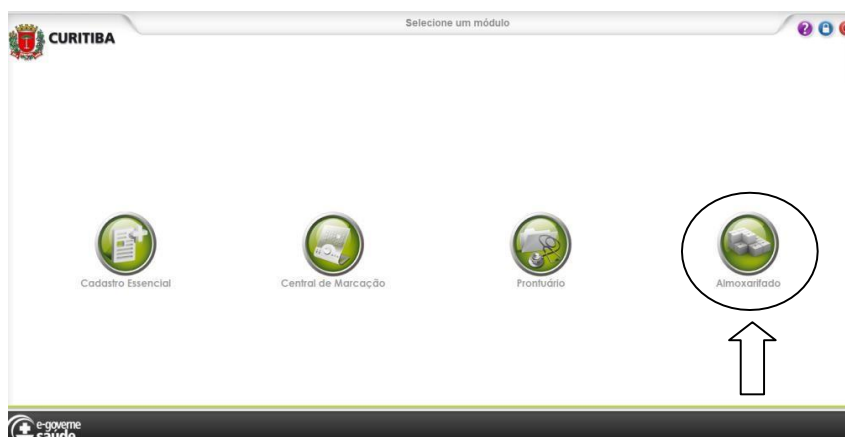 Selecione um módulo
CURITIBA
Cadastro Essencial
Central de Marcação
Prontuário
Almoxarifado
e-governe
saúde